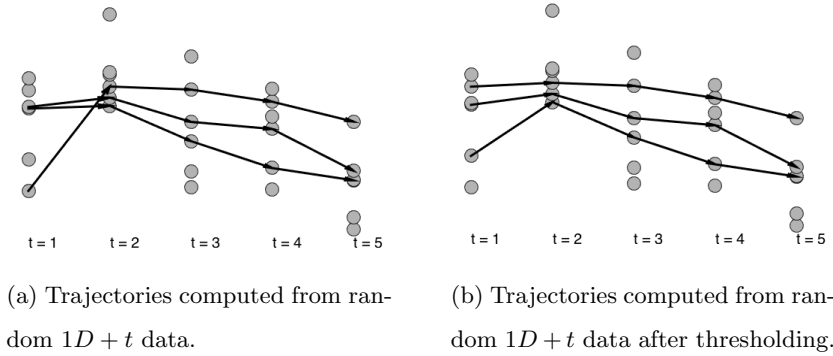 t = 1 t = 2 t = 3 t = 4 t = 5
t = 1 t = 2 t = 3 t = 4 t = 5
(a) Trajectories computed from ran-
dom 1D + t data.
(b) Trajectories computed from ran-
dom 1D + t data after thresholding.